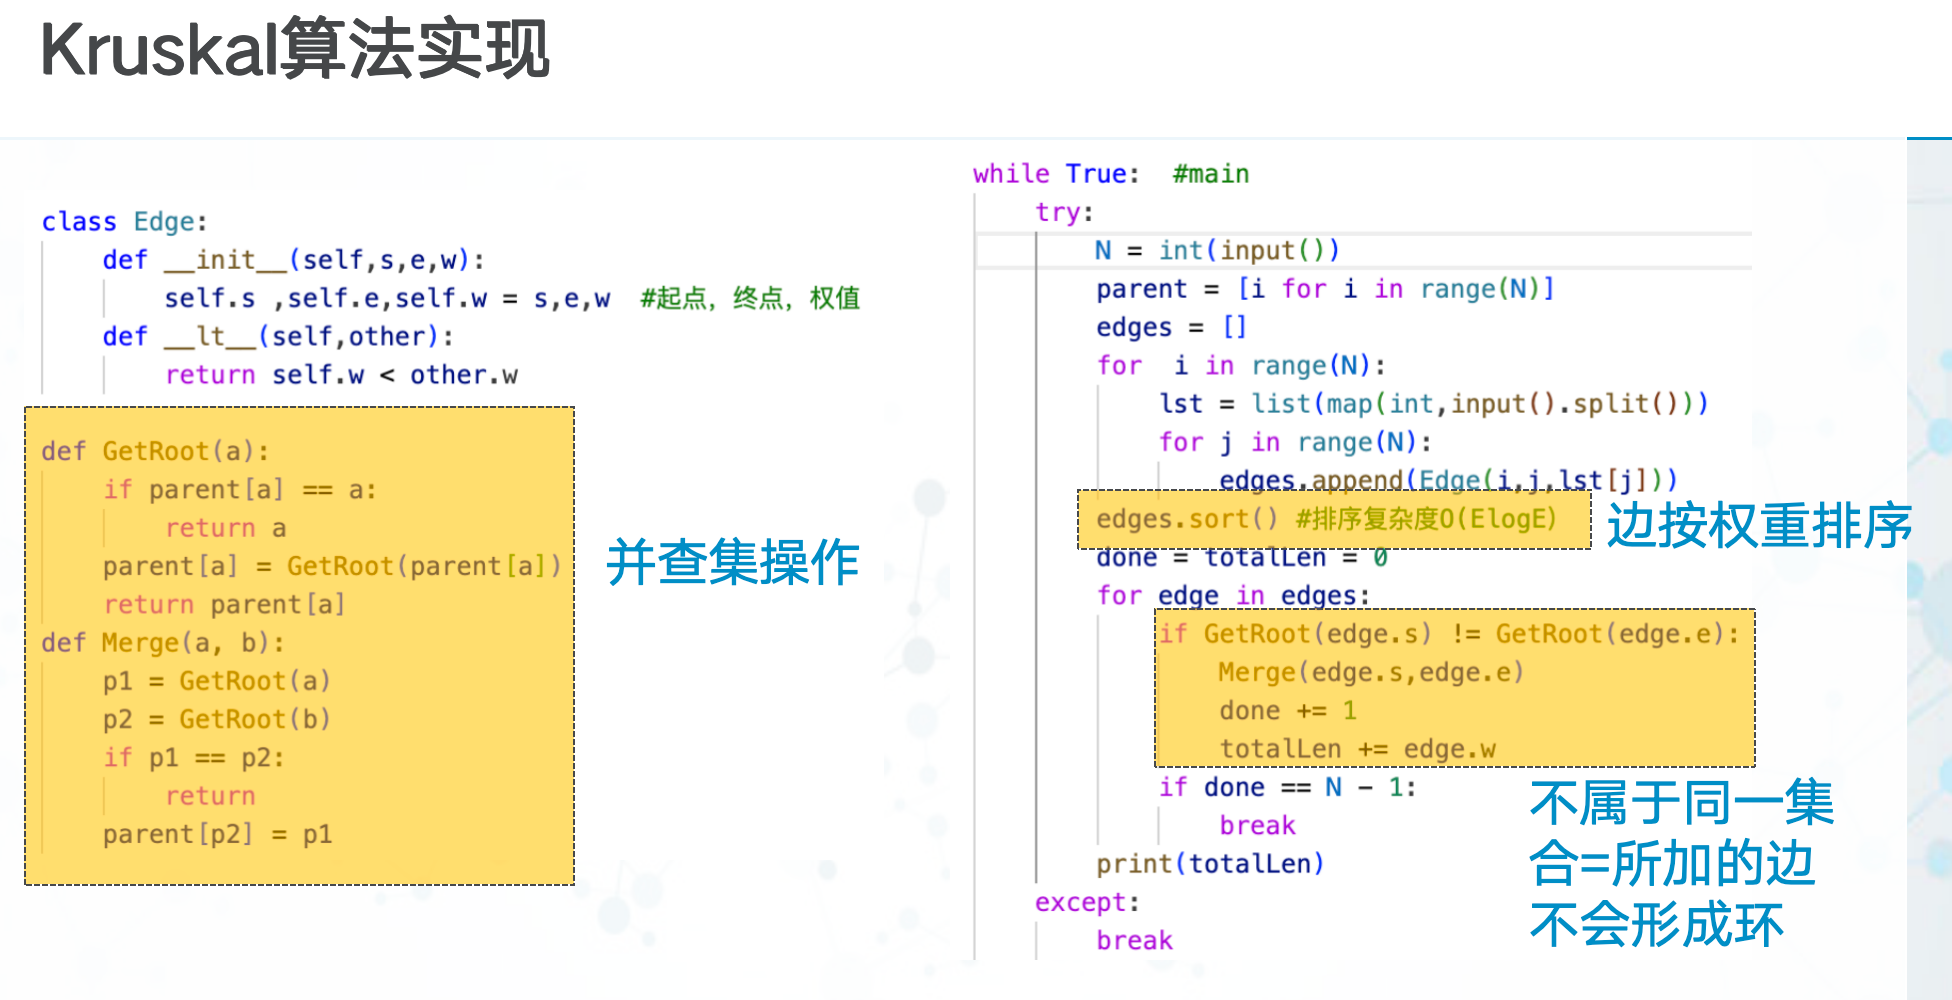 Kruskal算法实现
class Edge:
    def __init__(self,s,e,w):
        self.s ,self.e,self.w = s,e,w  #起点，终点，权值
    def __lt__(self,other):
        return self.w < other.w
def GetRoot(a):
    if parent[a] == a:
        return a
    parent[a] = GetRoot(parent[a])
    return parent[a]
def Merge(a, b):
    p1 = GetRoot(a)
    p2 = GetRoot(b)
    if p1 == p2:
        return
    parent[p2] = p1
并查集操作
while True:  #main
    try:
        N = int(input())
        parent = [i for i in range(N)]
        edges = []
        for  i in range(N):
            lst = list(map(int,input().split()))
            for j in range(N):
                edges.append(Edge(i,j,lst[j]))
        edges.sort() #排序复杂度O(ElogE)
        done = totalLen = 0
        for edge in edges:
            if GetRoot(edge.s) != GetRoot(edge.e):
                Merge(edge.s,edge.e)
                done += 1
                totalLen += edge.w
            if done == N - 1:
                break
        print(totalLen)
    except:
        break
边按权重排序
不属于同一集
合=所加的边
不会形成环